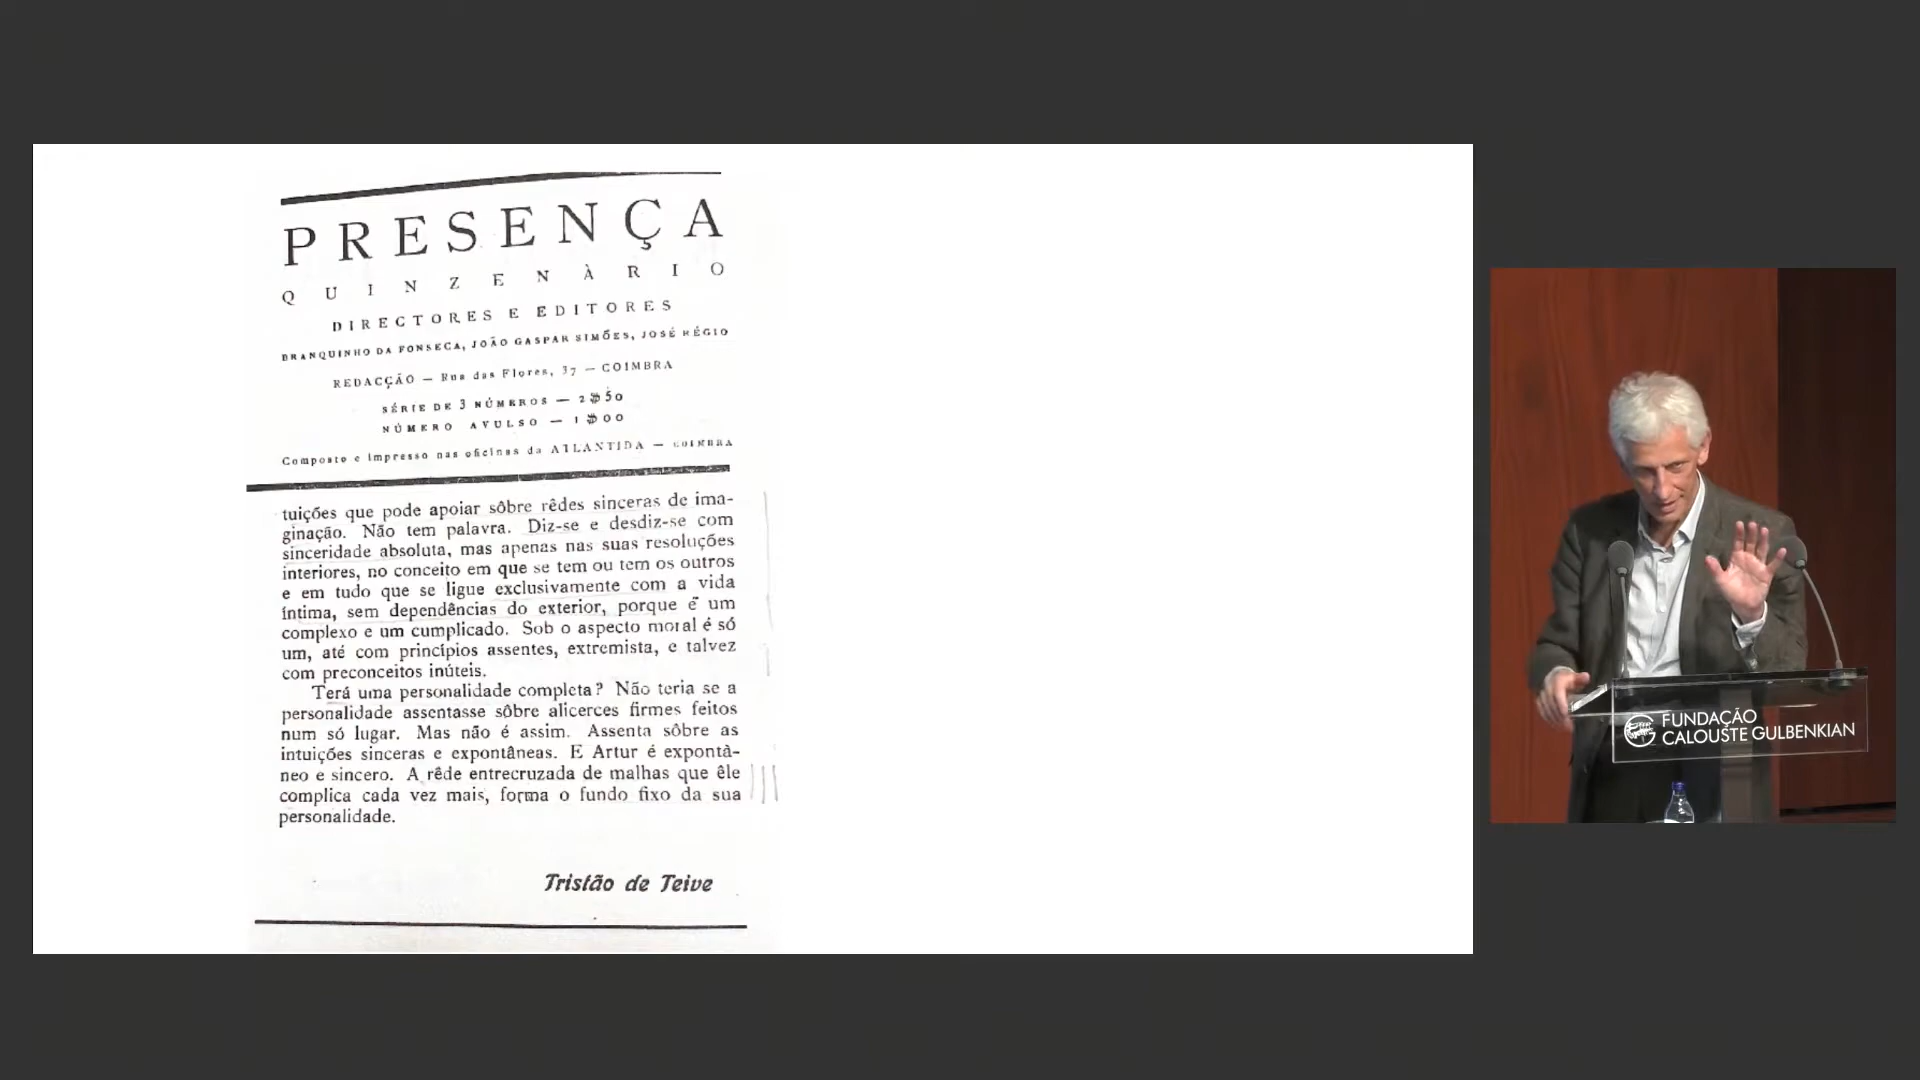 PRESENÇA
QUINZENÀRIO
DIRECTORES E EDITORES
BRANQUINHO DA FONSECA, JOÃO GASPAR SIMÕES, JOSÉ RÉGIO
REDACÇÃO — Rua das Flores, 37 — COIMBRA
SÉRIE DE 3 NÚMEROS — 2$50
NÚMERO AVULSO — 1$00
Composto e impresso nas oficinas da ATLANTIDA — COIMBRA
tuições que pode apoiar sôbre rêdes sinceras de ima-
ginação. Não tem palavra. Diz-se e desdiz-se com
sinceridade absoluta, mas apenas nas suas resoluções
interiores, no conceito em que se tem ou tem os outros
e em tudo que se ligue exclusivamente com a vida
íntima, sem dependências do exterior, porque é um
complexo e um cumplicado. Sob o aspecto moral é só
um, até com princípios assentes, extremista, e talvez
com preconceitos inúteis.
Terá uma personalidade completa? Não teria se a
personalidade assentasse sôbre alicerces firmes feitos
num só lugar. Mas não é assim. Assenta sôbre as
intuições sinceras e expontâneas. E Artur é expontâ-
neo e sincero. A rêde entrecruzada de malhas que êle
complica cada vez mais, forma o fundo fixo da sua
personalidade.
Tristão de Teive
FUNDAÇÃO
CALOUSTE GULBENKIAN